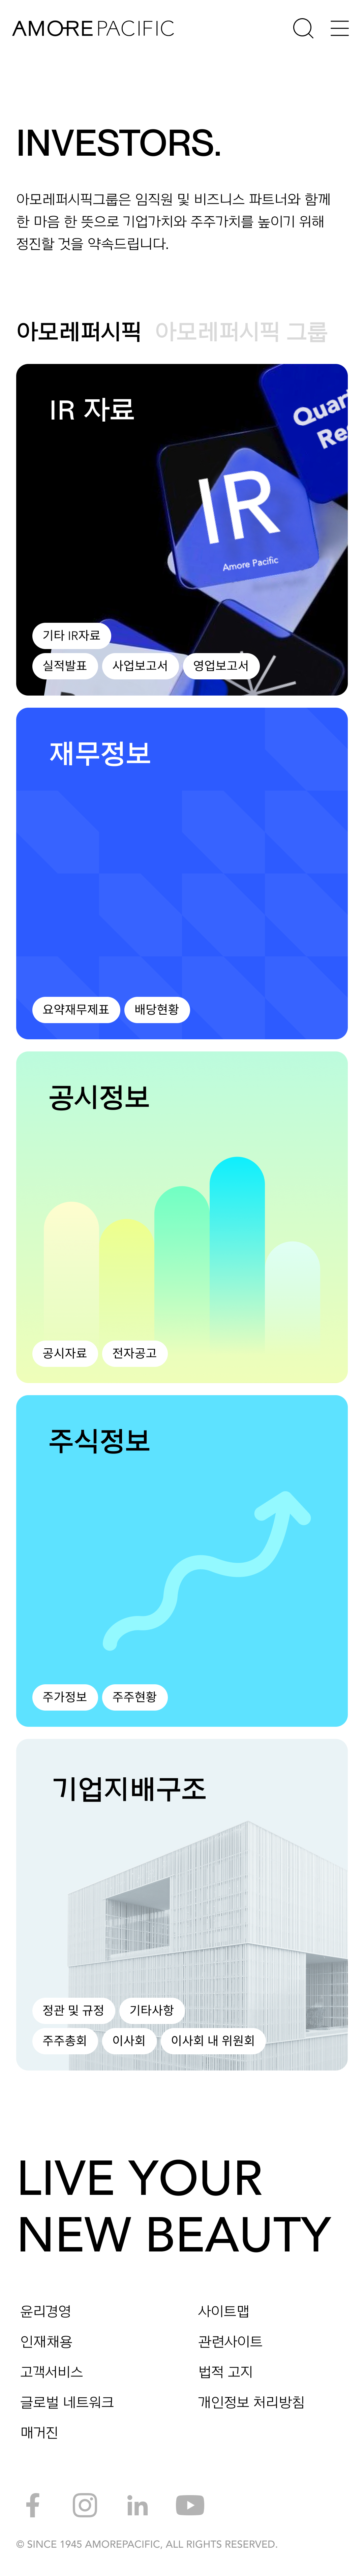 AMOREPACIFIC
INVESTORS.
아모레퍼시픽그룹은 임직원 및 비즈니스 파트너와 함께
한 마음 한 뜻으로 기업가치와 주주가치를 높이기 위해
정진할 것을 약속드립니다.
아모레퍼시픽 아모레퍼시픽 그룹
IR 자료
IR
Amore Pacific
기타 IR자료
실적발표 사업보고서 영업보고서
재무정보
요약재무제표 배당현황
공시정보
공시자료 전자공고
주식정보
주가정보 주주현황
기업지배구조
정관 및 규정 기타사항
주주총회 이사회 이사회 내 위원회
LIVE YOUR
NEW BEAUTY
윤리경영 사이트맵
인재채용 관련사이트
고객서비스 법적 고지
글로벌 네트워크 개인정보 처리방침
매거진
© SINCE 1945 AMOREPACIFIC, ALL RIGHTS RESERVED.